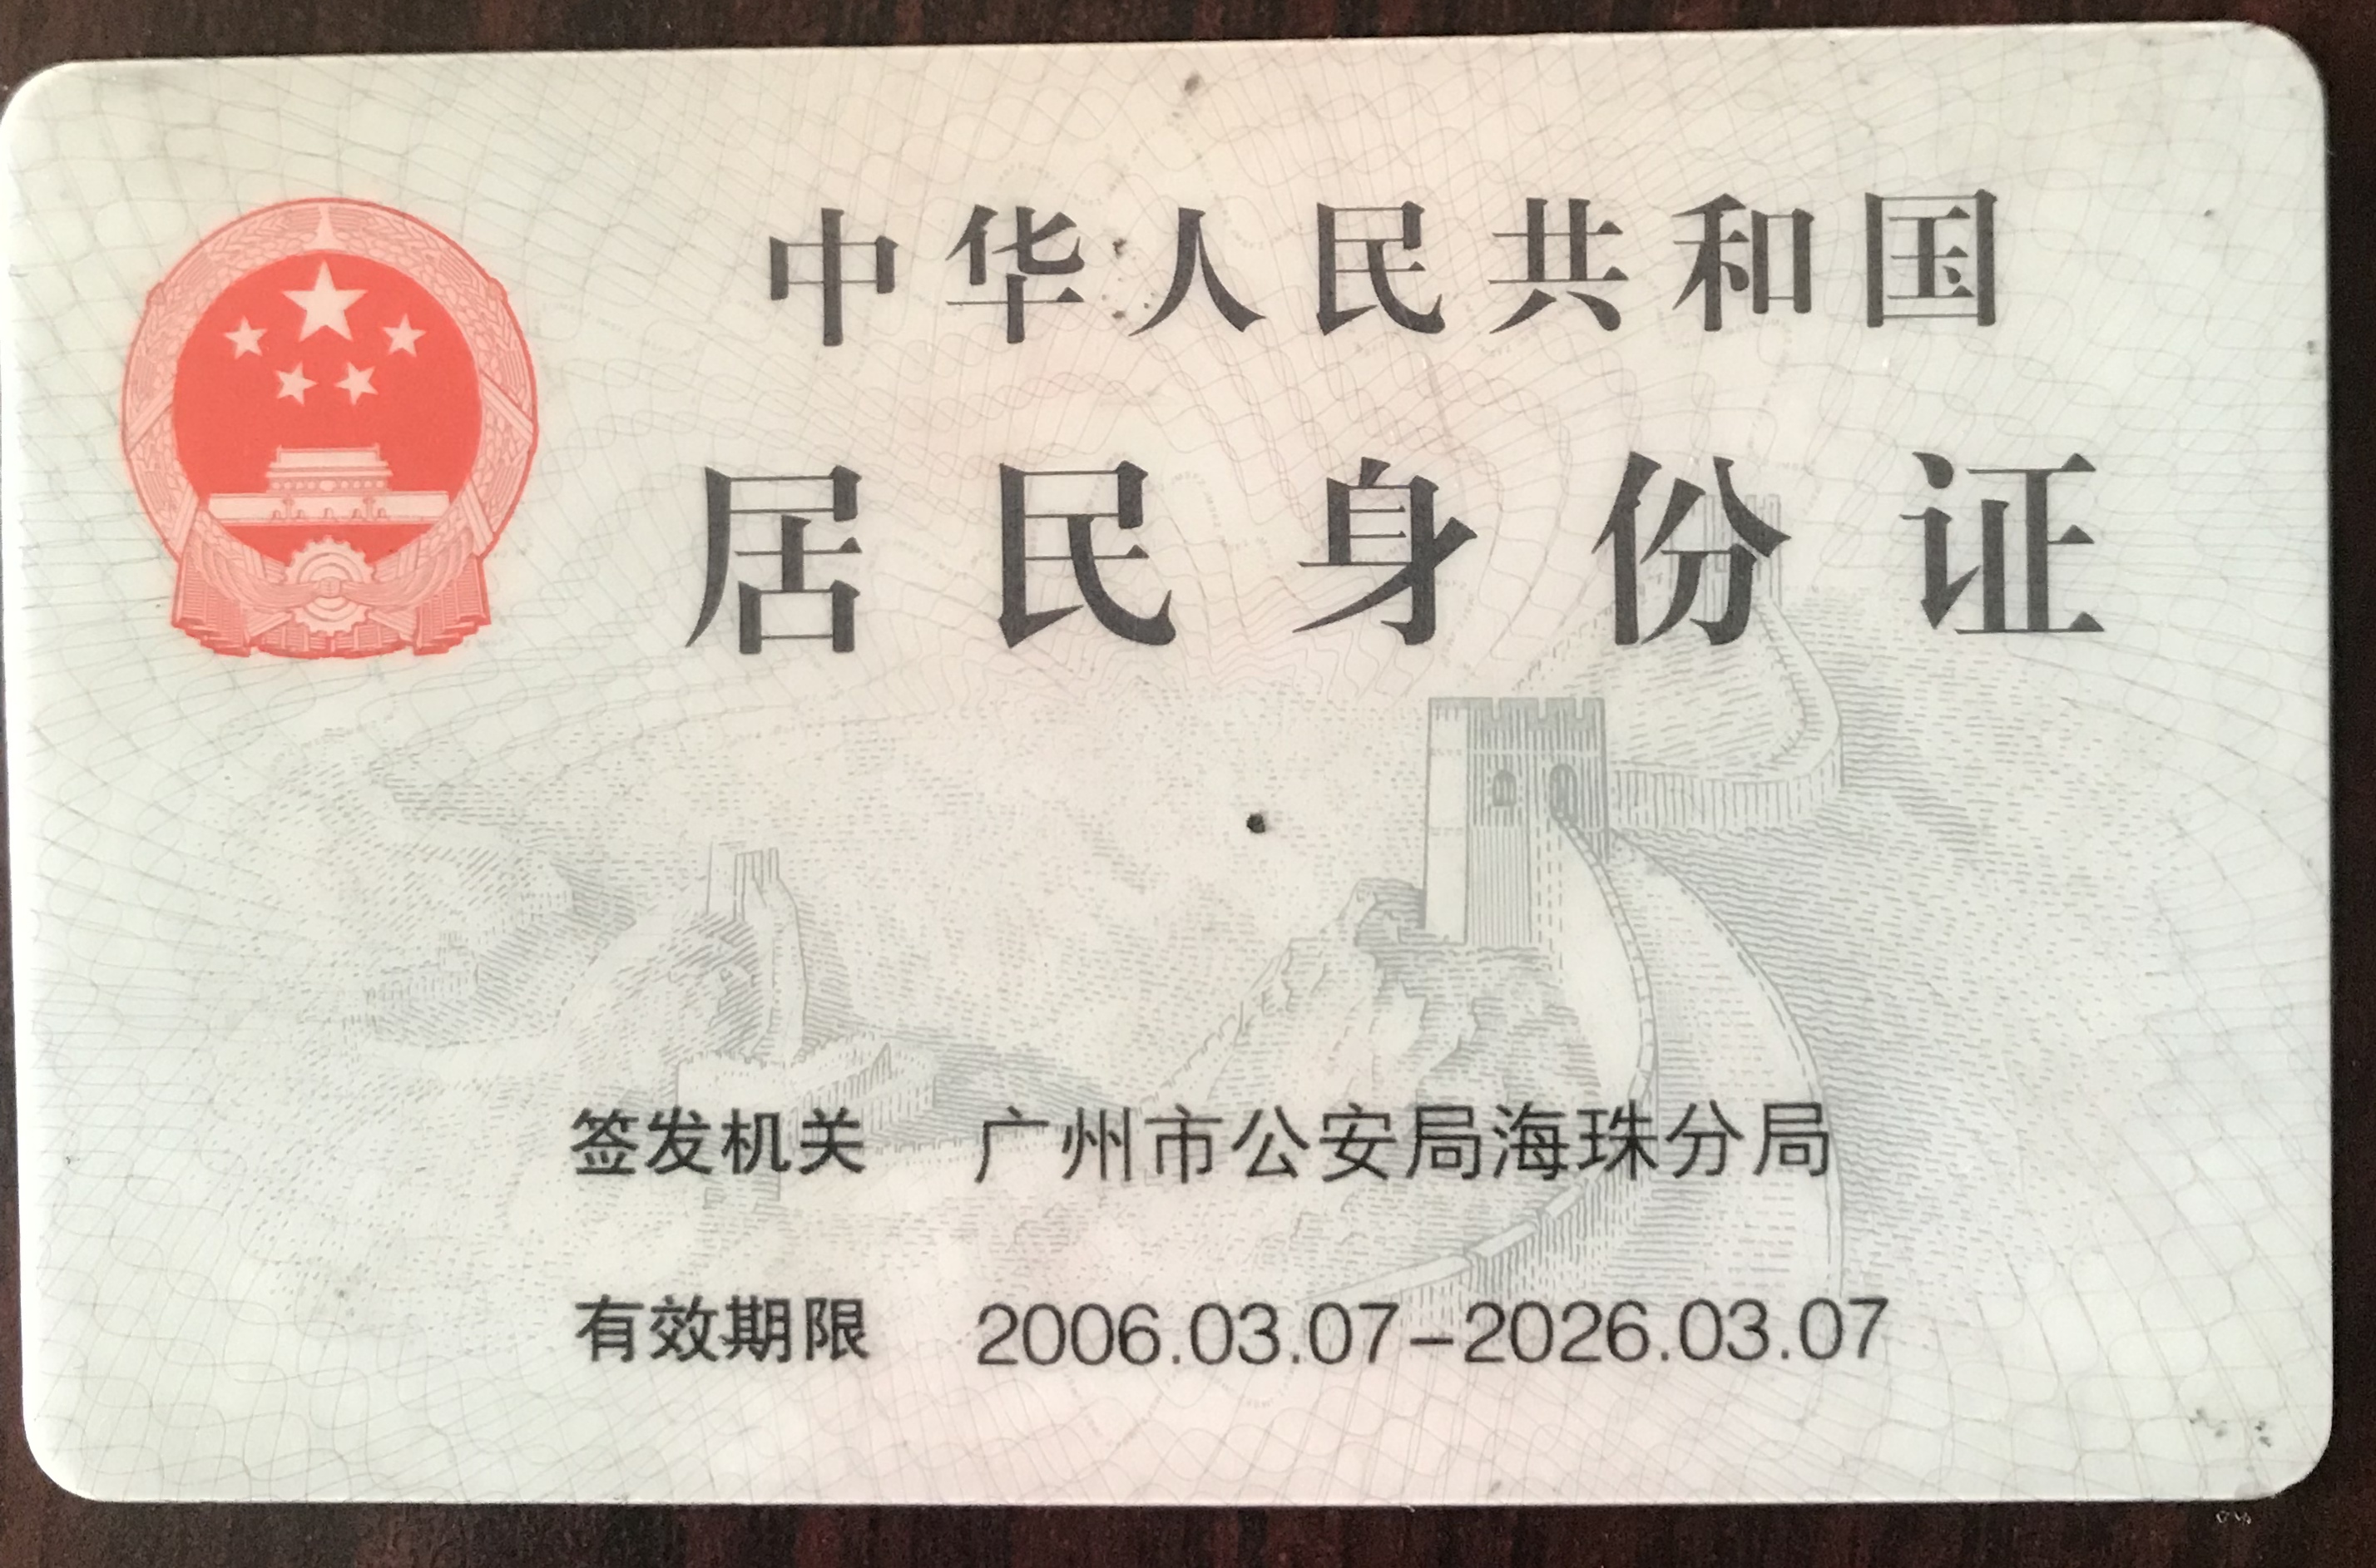 中华人民共和国
居民身份证
签发机关 广州市公安局海珠分局
有效期限 2006.03.07-2026.03.07